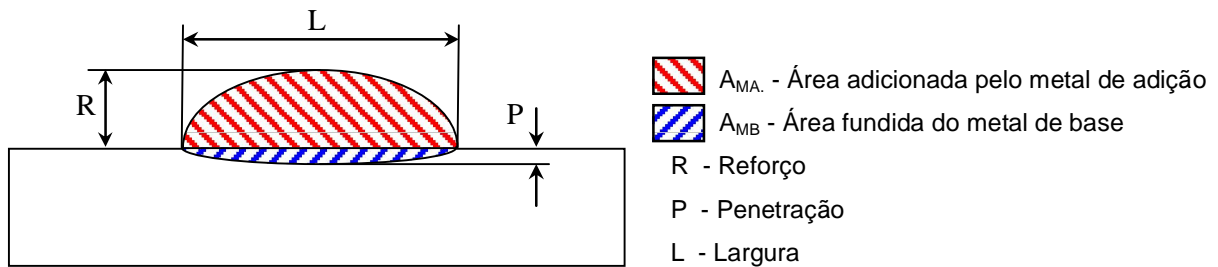 L
R
P
A_MA. - Área adicionada pelo metal de adição
A_MB - Área fundida do metal de base
R - Reforço
P - Penetração
L - Largura